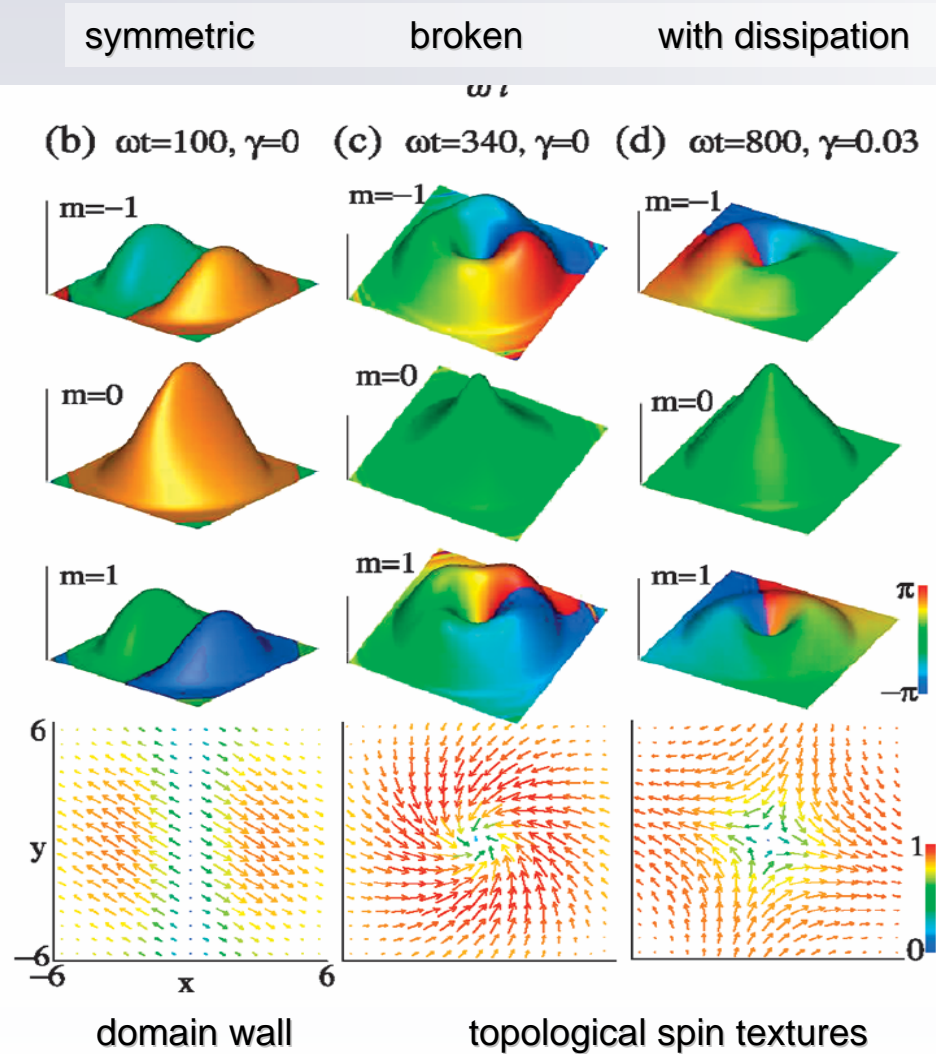 symmetric broken with dissipation
ωt
(b) ωt=100, γ=0 (c) ωt=340, γ=0 (d) ωt=800, γ=0.03
m=−1 m=−1 m=−1
m=0 m=0 m=0
m=1 m=1 m=1
π
−π
6
y
1
0
−6
−6 x 6
domain wall topological spin textures